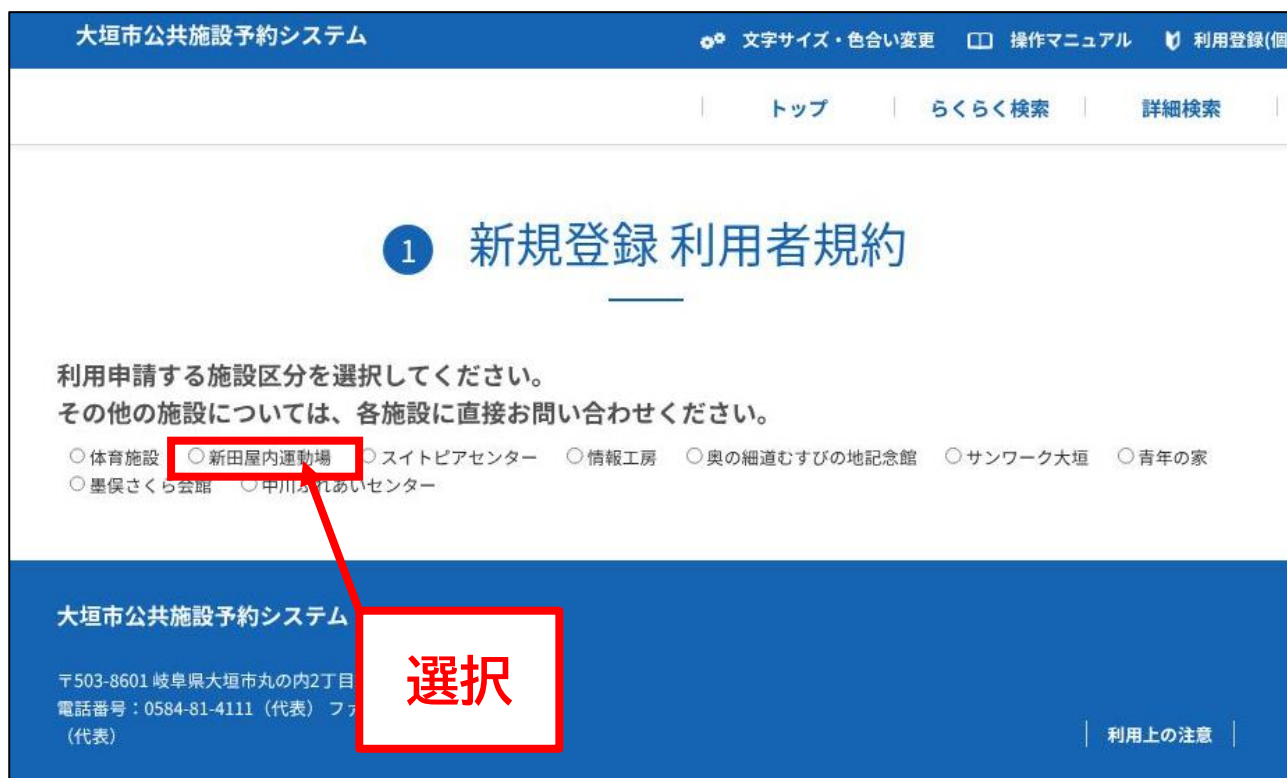 大垣市公共施設予約システム
文字サイズ・色合い変更 操作マニュアル 利用登録(個
トップ らくらく検索 詳細検索
1 新規登録 利用者規約
利用申請する施設区分を選択してください。
その他の施設については、各施設に直接お問い合わせください。
体育施設 新田屋内運動場 スイトピアセンター 情報工房 奥の細道むすびの地記念館 サンワーク大垣 青年の家
墨俣さくら会館 中川ふれあいセンター
大垣市公共施設予約システム
選択
〒503-8601 岐阜県大垣市丸の内2丁目
電話番号：0584-81-4111（代表） ファ
（代表）
利用上の注意